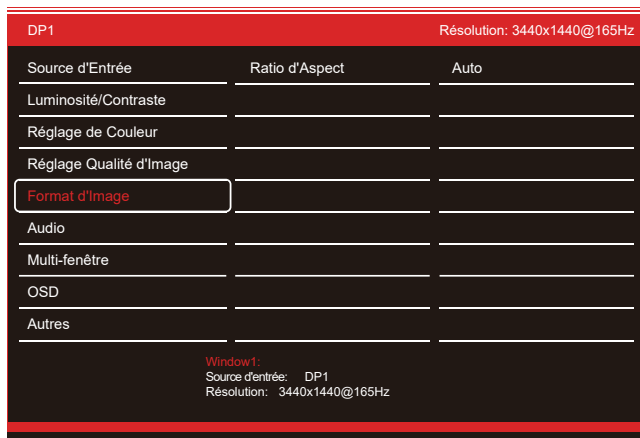 DP1 Résolution: 3440x1440@165Hz
Source d'Entrée Ratio d'Aspect Auto
Luminosité/Contraste
Réglage de Couleur
Réglage Qualité d'Image
Format d'Image
Audio
Multi-fenêtre
OSD
Autres
Window1:
Source d'entrée: DP1
Résolution: 3440x1440@165Hz